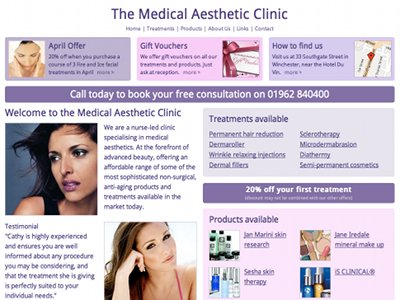 The Medical Aesthetic Clinic
Home | Treatments | Products | About Us | Links | Contact
April Offer
20% off when you purchase a
course of 3 Fire and Ice facial
treatments in April more »
Gift Vouchers
We offer gift vouchers on all our
treatments and products. Just
ask at reception. more »
How to find us
Visit us at 33 Southgate Street in
Winchester, near the Hotel Du
Vin. more »
Call today to book your free consultation on 01962 840400
Welcome to the Medical Aesthetic Clinic
We are a nurse-led clinic
specialising in medical
aesthetics. At the forefront of
advanced beauty, offering an
affordable range of some of the
most sophisticated non-surgical,
anti-aging products and
treatments available in the
market today.
Testimonial
"Cathy is highly experienced
and ensures you are well
informed about any procedure
you may be considering, and
that the treament she is giving
is perfectly suited to your
individual needs."
Treatments available
Permanent hair reduction
Dermaroller
Wrinkle relaxing injections
Dermal fillers
Sclerotherapy
Microdermabrasion
Diathermy
Semi-permanent cosmetics
20% off your first treatment
(discount may not be combined with our other offers)
Products available
Jan Marini skin
research
Jane Iredale
mineral make up
Sesha skin
therapy
iS CLINICAL®